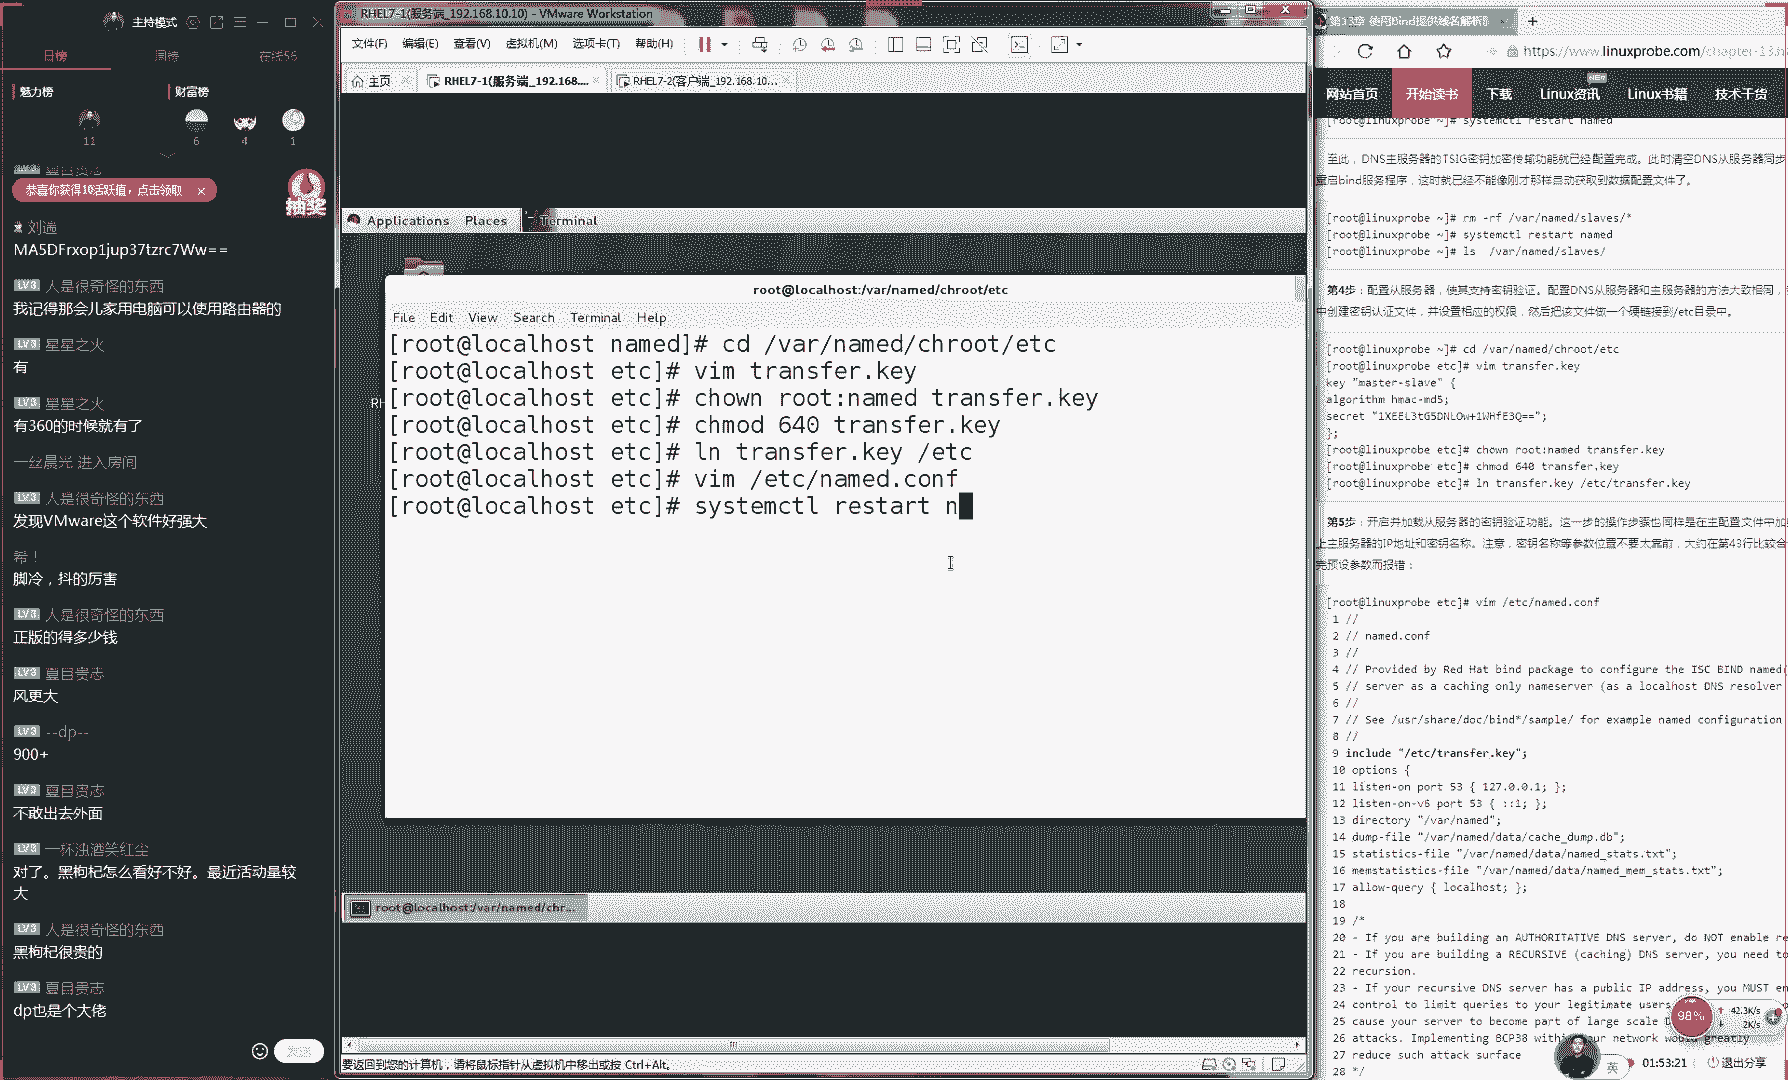 主持模式
日榜
周榜
在线56
魅力榜
财富榜
11
6
4
1
恭喜你获得10活跃值，点击领取
抽奖
刘遄
MA5DFrxop1jup37tzrc7Ww==
LV3 人是很奇怪的东西
我记得那会儿家用电脑可以使用路由器的
LV3 星星之火
有
LV3 星星之火
有360的时候就有了
一丝晨光 进入房间
LV3 人是很奇怪的东西
发现VMware这个软件好强大
希！
脚冷，抖的厉害
LV3 人是很奇怪的东西
正版的得多少钱
LV3 夏目贵志
风更大
LV3 --dp--
900+
LV3 夏目贵志
不敢出去外面
LV3 一杯浊酒笑红尘
对了。黑枸杞怎么看好不好。最近活动量较
大
LV3 人是很奇怪的东西
黑枸杞很贵的
LV3 夏目贵志
dp也是个大佬
RHEL7-1(服务端_192.168.10.10) - VMware Workstation
文件(F) 编辑(E) 查看(V) 虚拟机(M) 选项卡(T) 帮助(H)
主页
RHEL7-1(服务端_192.168....
RHEL7-2(客户端_192.168.10...
Applications Places Terminal
root@localhost:/var/named/chroot/etc
File Edit View Search Terminal Help
[root@localhost named]# cd /var/named/chroot/etc
[root@localhost etc]# vim transfer.key
[root@localhost etc]# chown root:named transfer.key
[root@localhost etc]# chmod 640 transfer.key
[root@localhost etc]# ln transfer.key /etc
[root@localhost etc]# vim /etc/named.conf
[root@localhost etc]# systemctl restart n
RH
root@localhost:/var/named/chr...
要返回到您的计算机，请将鼠标指针从虚拟机中移出或按 Ctrl+Alt。
第13章 使用Bind提供域名解析服
https://www.linuxprobe.com/chapter-13.h
网站首页 开始读书 下载 Linux资讯 Linux书籍 技术干货
NEW
[root@linuxprobe ~]# systemctl restart named
至此，DNS主服务器的TSIG密钥加密传输功能就已经配置完成。此时清空DNS从服务器同步
重启bind服务程序，这时就已经不能像刚才那样自动获取到数据配置文件了。
[root@linuxprobe ~]# rm -rf /var/named/slaves/*
[root@linuxprobe ~]# systemctl restart named
[root@linuxprobe ~]# ls /var/named/slaves/
第4步：配置从服务器，使其支持密钥验证。配置DNS从服务器和主服务器的方法大致相同，
中创建密钥认证文件，并设置相应的权限，然后把该文件做一个硬链接到/etc目录中。
[root@linuxprobe ~]# cd /var/named/chroot/etc
[root@linuxprobe etc]# vim transfer.key
key "master-slave" {
algorithm hmac-md5;
secret "1XEEL3tG5DNLOw+1WHfE3Q==";
};
[root@linuxprobe etc]# chown root:named transfer.key
[root@linuxprobe etc]# chmod 640 transfer.key
[root@linuxprobe etc]# ln transfer.key /etc/transfer.key
第5步：开启并加载从服务器的密钥验证功能。这一步的操作步骤也同样是在主配置文件中加
上主服务器的IP地址和密钥名称。注意，密钥名称等参数位置不要太靠前，大约在第43行比较合
完预设参数而报错：
[root@linuxprobe etc]# vim /etc/named.conf
1 //
2 // named.conf
3 //
4 // Provided by Red Hat bind package to configure the ISC BIND named(
5 // server as a caching only nameserver (as a localhost DNS resolver
6 //
7 // See /usr/share/doc/bind*/sample/ for example named configuration
8 //
9 include "/etc/transfer.key";
10 options {
11 listen-on port 53 { 127.0.0.1; };
12 listen-on-v6 port 53 { ::1; };
13 directory "/var/named";
14 dump-file "/var/named/data/cache_dump.db";
15 statistics-file "/var/named/data/named_stats.txt";
16 memstatistics-file "/var/named/data/named_mem_stats.txt";
17 allow-query { localhost; };
18
19 /*
20 - If you are building an AUTHORITATIVE DNS server, do NOT enable re
21 - If you are building a RECURSIVE (caching) DNS server, you need to
22 recursion.
23 - If your recursive DNS server has a public IP address, you MUST en
24 control to limit queries to your legitimate users
25 cause your server to become part of large scale D
26 attacks. Implementing BCP38 within your network would greatly
27 reduce such attack surface
28 */
98%
42.3K/s
2K/s
英
01:53:21
退出分享